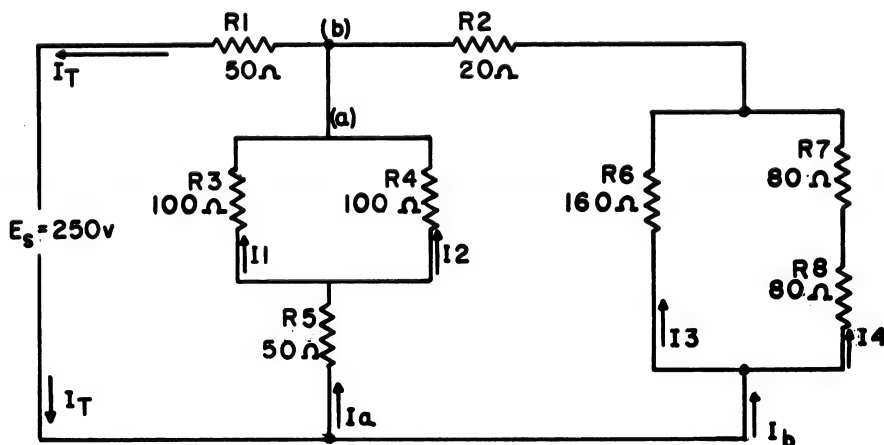 R1
(b)
R2
50Ω
20Ω
I_T
(a)
R3
100Ω
R4
100Ω
R6
160Ω
R7
80Ω
E_s = 250v
I1
I2
R8
80Ω
R5
50Ω
I3
I4
I_T
Ia
I_b